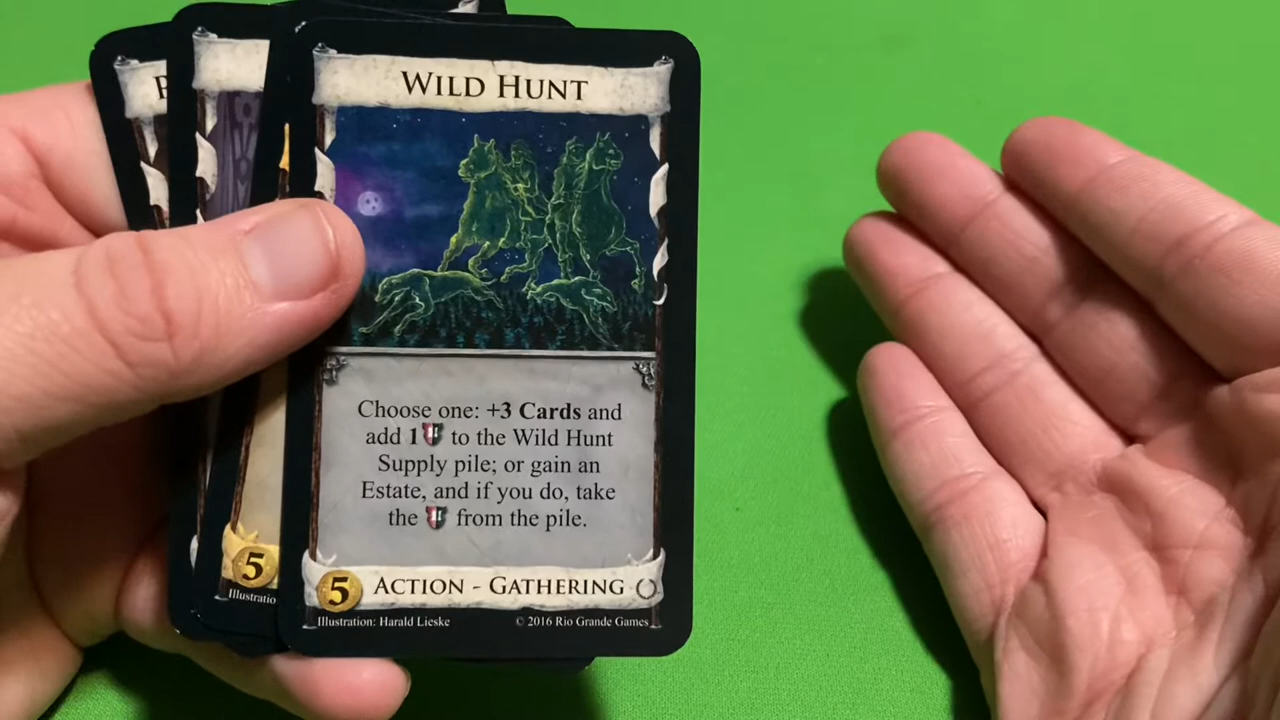 WILD HUNT
Choose one: +3 Cards and
add 1 to the Wild Hunt
Supply pile; or gain an
Estate, and if you do, take
the from the pile.
5
ACTION - GATHERING
Illustration: Harald Lieske
© 2016 Rio Grande Games
P
5
Illustratio